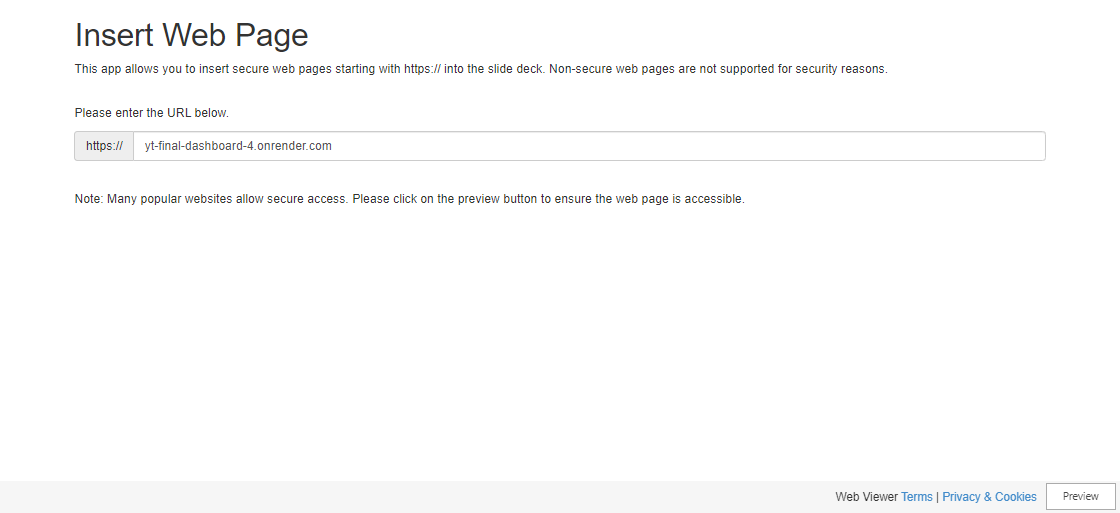 Insert Web Page
This app allows you to insert secure web pages starting with https:// into the slide deck. Non-secure web pages are not supported for security reasons.
Please enter the URL below.
https:// yt-final-dashboard-4.onrender.com
Note: Many popular websites allow secure access. Please click on the preview button to ensure the web page is accessible.
Web Viewer Terms | Privacy & Cookies Preview